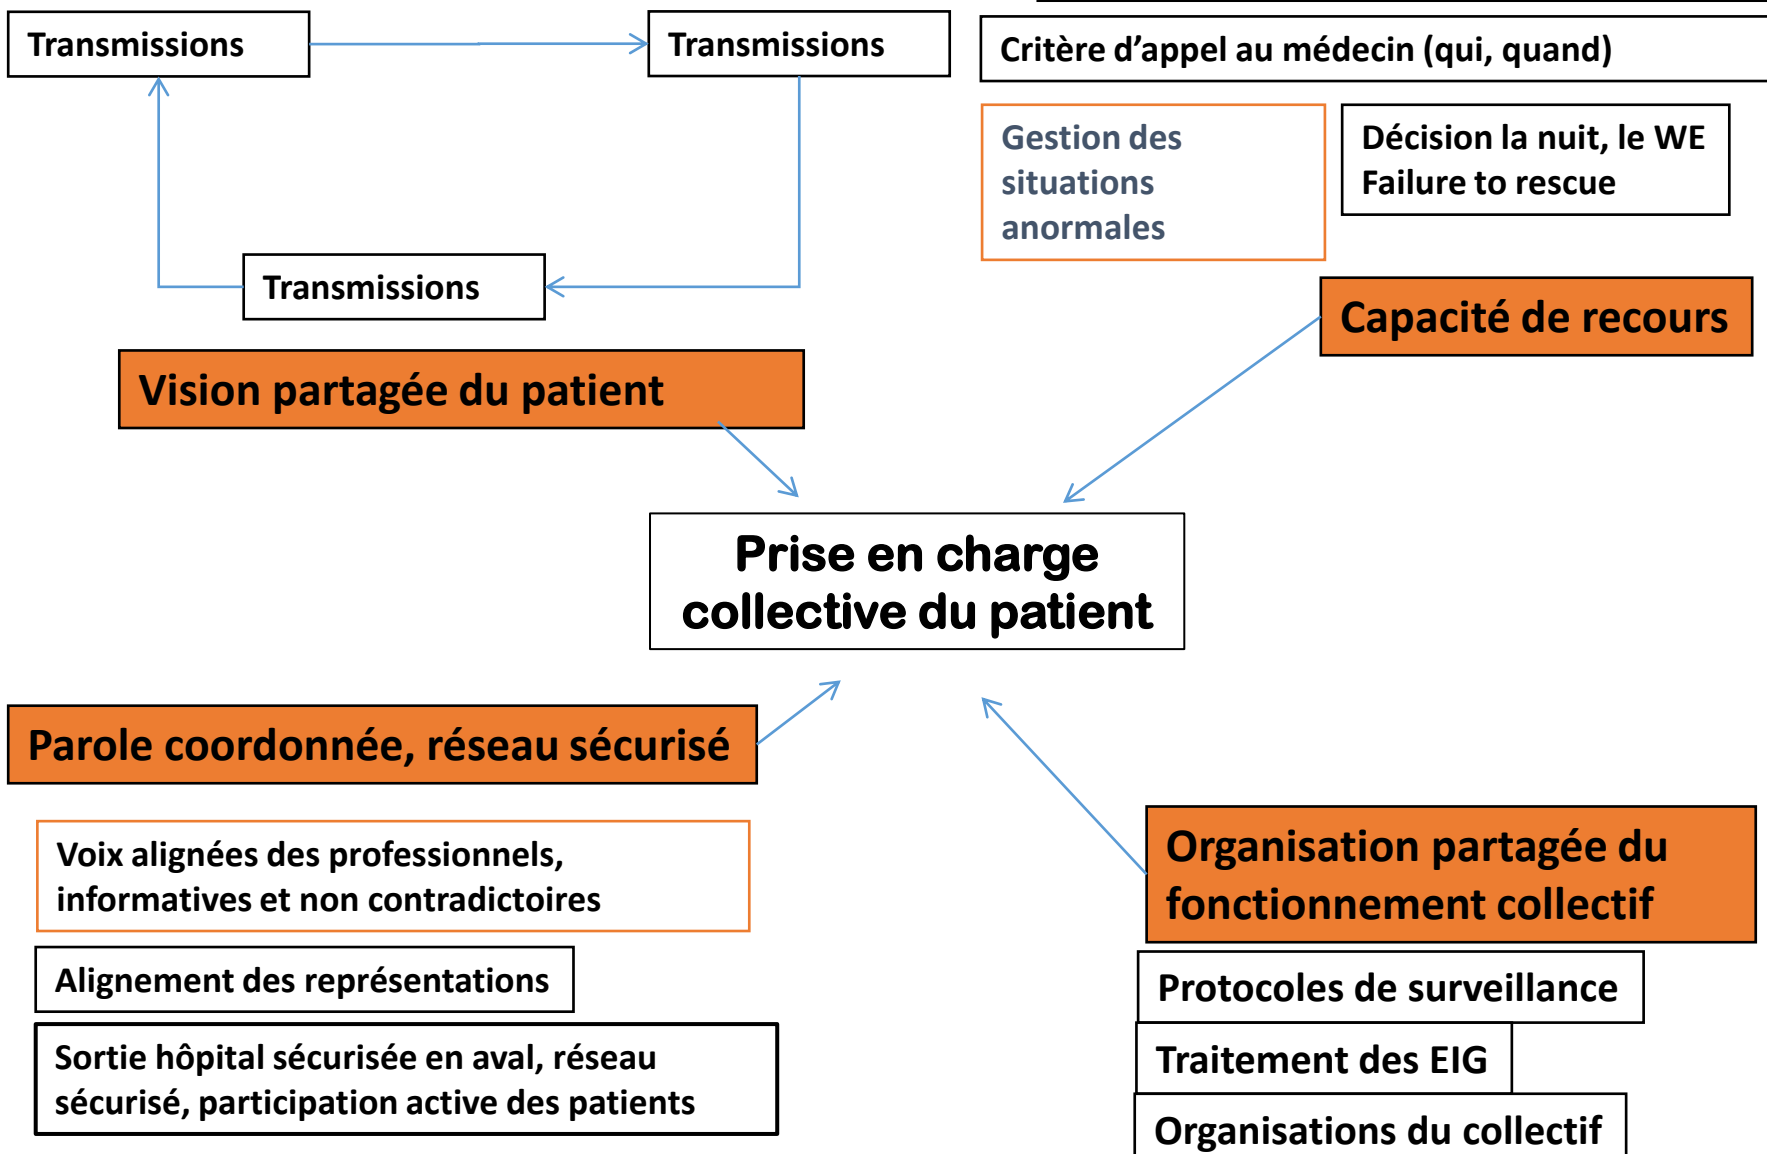 Transmissions
Transmissions
Transmissions
Vision partagée du patient
Critère d’appel au médecin (qui, quand)
Gestion des
situations
anormales
Décision la nuit, le WE
Failure to rescue
Capacité de recours
Prise en charge
collective du patient
Parole coordonnée, réseau sécurisé
Voix alignées des professionnels,
informatives et non contradictoires
Alignement des représentations
Sortie hôpital sécurisée en aval, réseau
sécurisé, participation active des patients
Organisation partagée du
fonctionnement collectif
Protocoles de surveillance
Traitement des EIG
Organisations du collectif